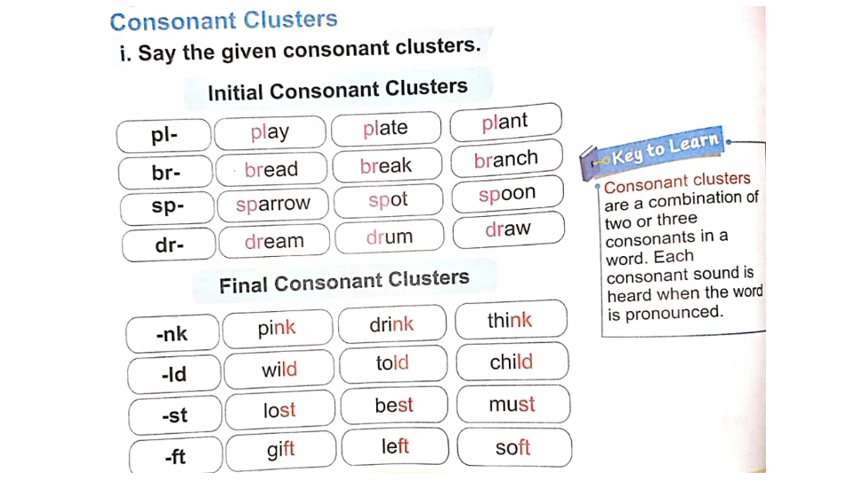 Consonant Clusters
i. Say the given consonant clusters.
Initial Consonant Clusters
pl- play plate plant
br- bread break branch
sp- sparrow spot spoon
dr- dream drum draw
Final Consonant Clusters
-nk pink drink think
-ld wild told child
-st lost best must
-ft gift left soft
Key to Learn
Consonant clusters
are a combination of
two or three
consonants in a
word. Each
consonant sound is
heard when the word
is pronounced.